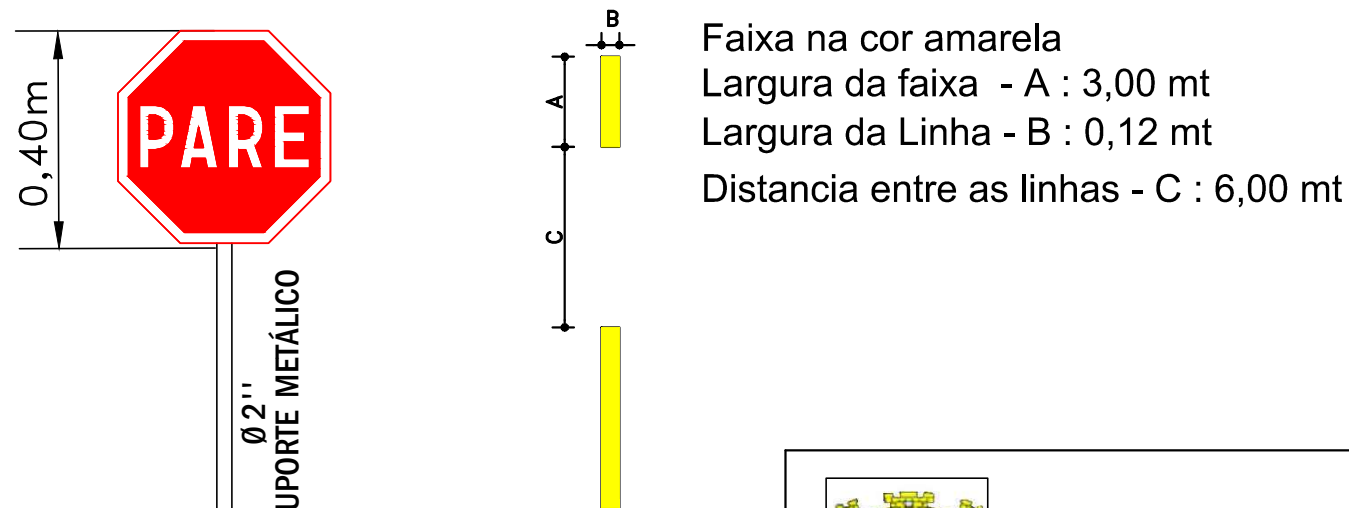 0,40m
PARE
Ø2''
UPORTE METÁLICO
B
A
C
Faixa na cor amarela
Largura da faixa - A : 3,00 mt
Largura da Linha - B : 0,12 mt
Distancia entre as linhas - C : 6,00 mt